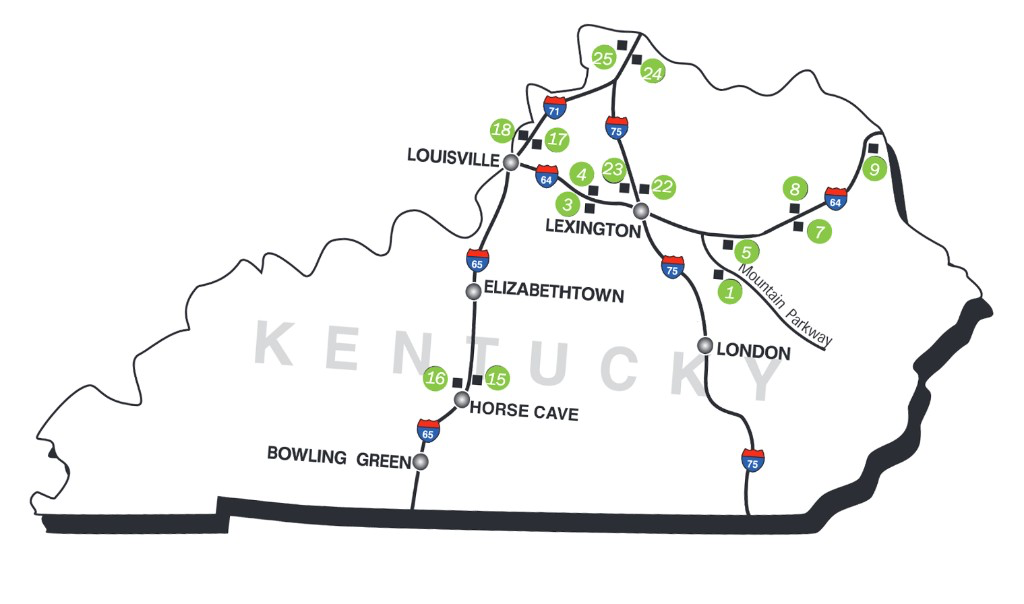 25
24
71
75
18
17
LOUISVILLE
64
4
23
22
3
LEXINGTON
9
8
64
7
5
1
Mountain Parkway
65
75
ELIZABETHTOWN
KENTUCKY
LONDON
16
15
HORSE CAVE
65
BOWLING GREEN
75